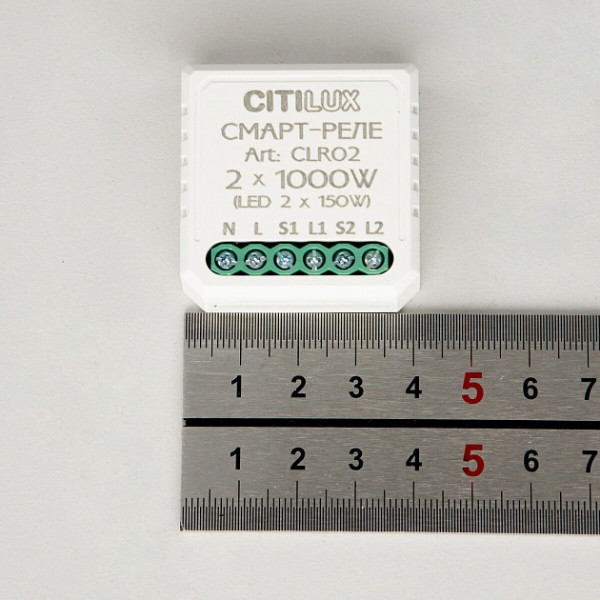 CITILUX
СМАРТ-РЕЛЕ
Art: CLR02
2 x 1000W
(LED 2 x 150W)
N L S1 L1 S2 L2
1 2 3 4 5 6 7
1 2 3 4 5 6 7